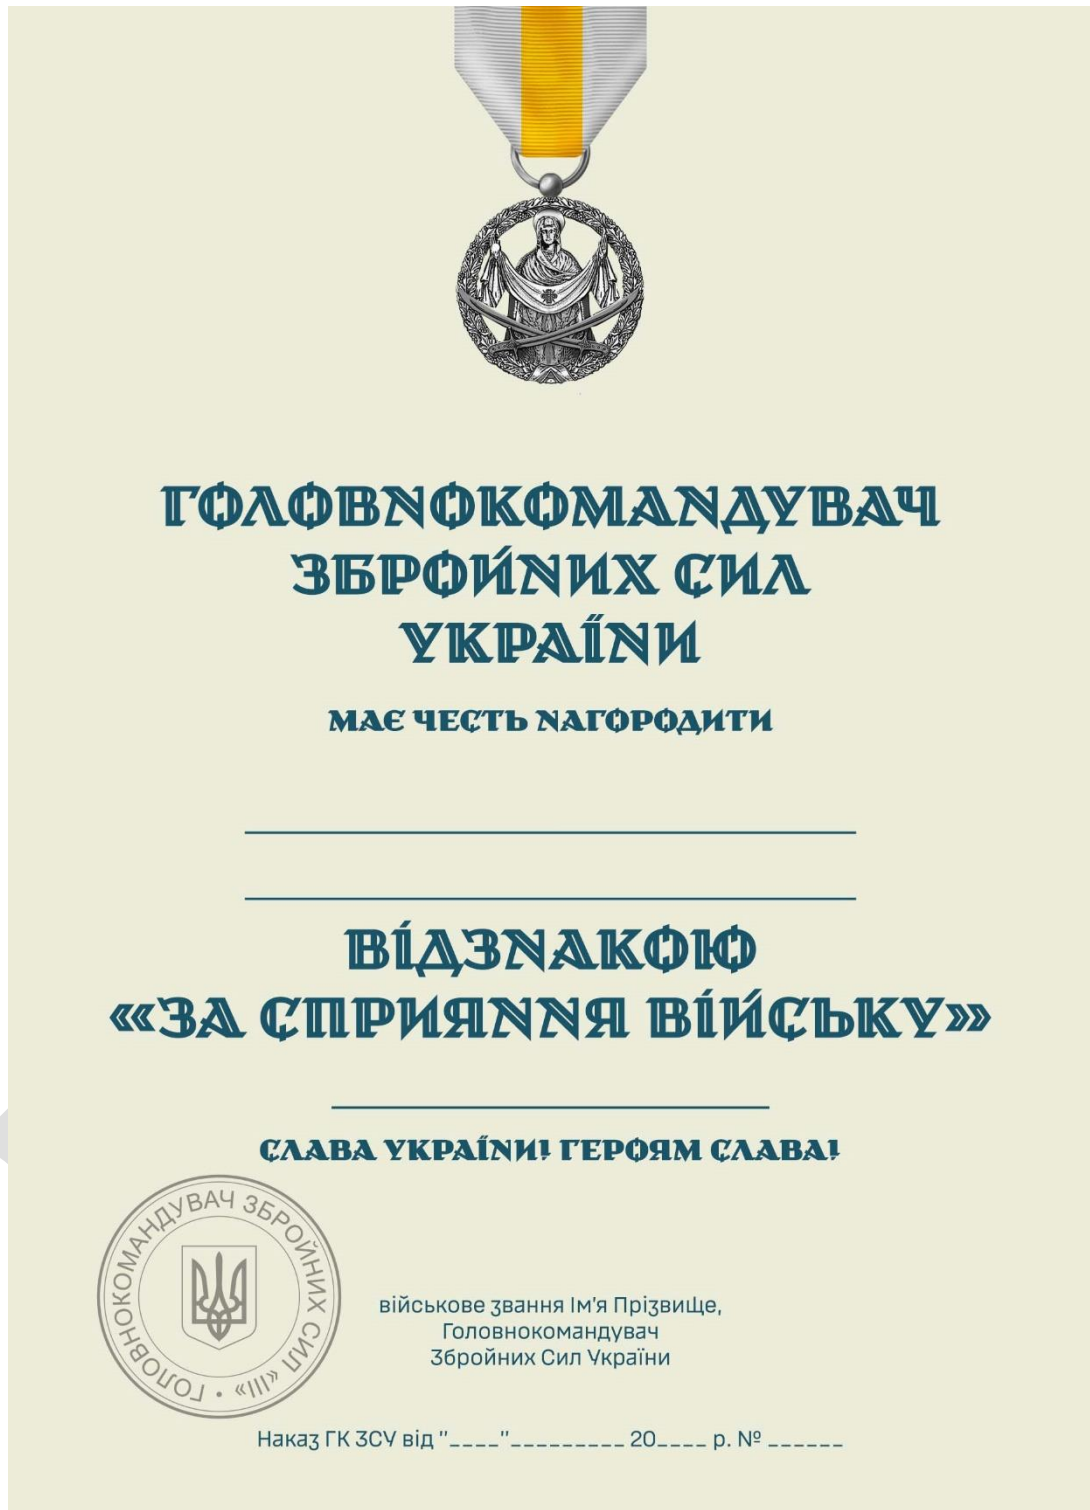 ГОЛОВНОКОМАНДУВАЧ
ЗБРОЙНИХ СИЛ
УКРАЇНИ
МАЄ ЧЕСТЬ НАГОРОДИТИ
ВІДЗНАКОЮ
«ЗА СПРИЯННЯ ВІЙСЬКУ»
СЛАВА УКРАЇНИ! ГЕРОЯМ СЛАВА!
ГОЛОВНОКОМАНДУВАЧ ЗБРОЙНИХ СИЛ «ІІІ» •
військове звання Ім'я Прізвище,
Головнокомандувач
Збройних Сил України
Наказ ГК ЗСУ від "____"_________ 20____ р. № ______